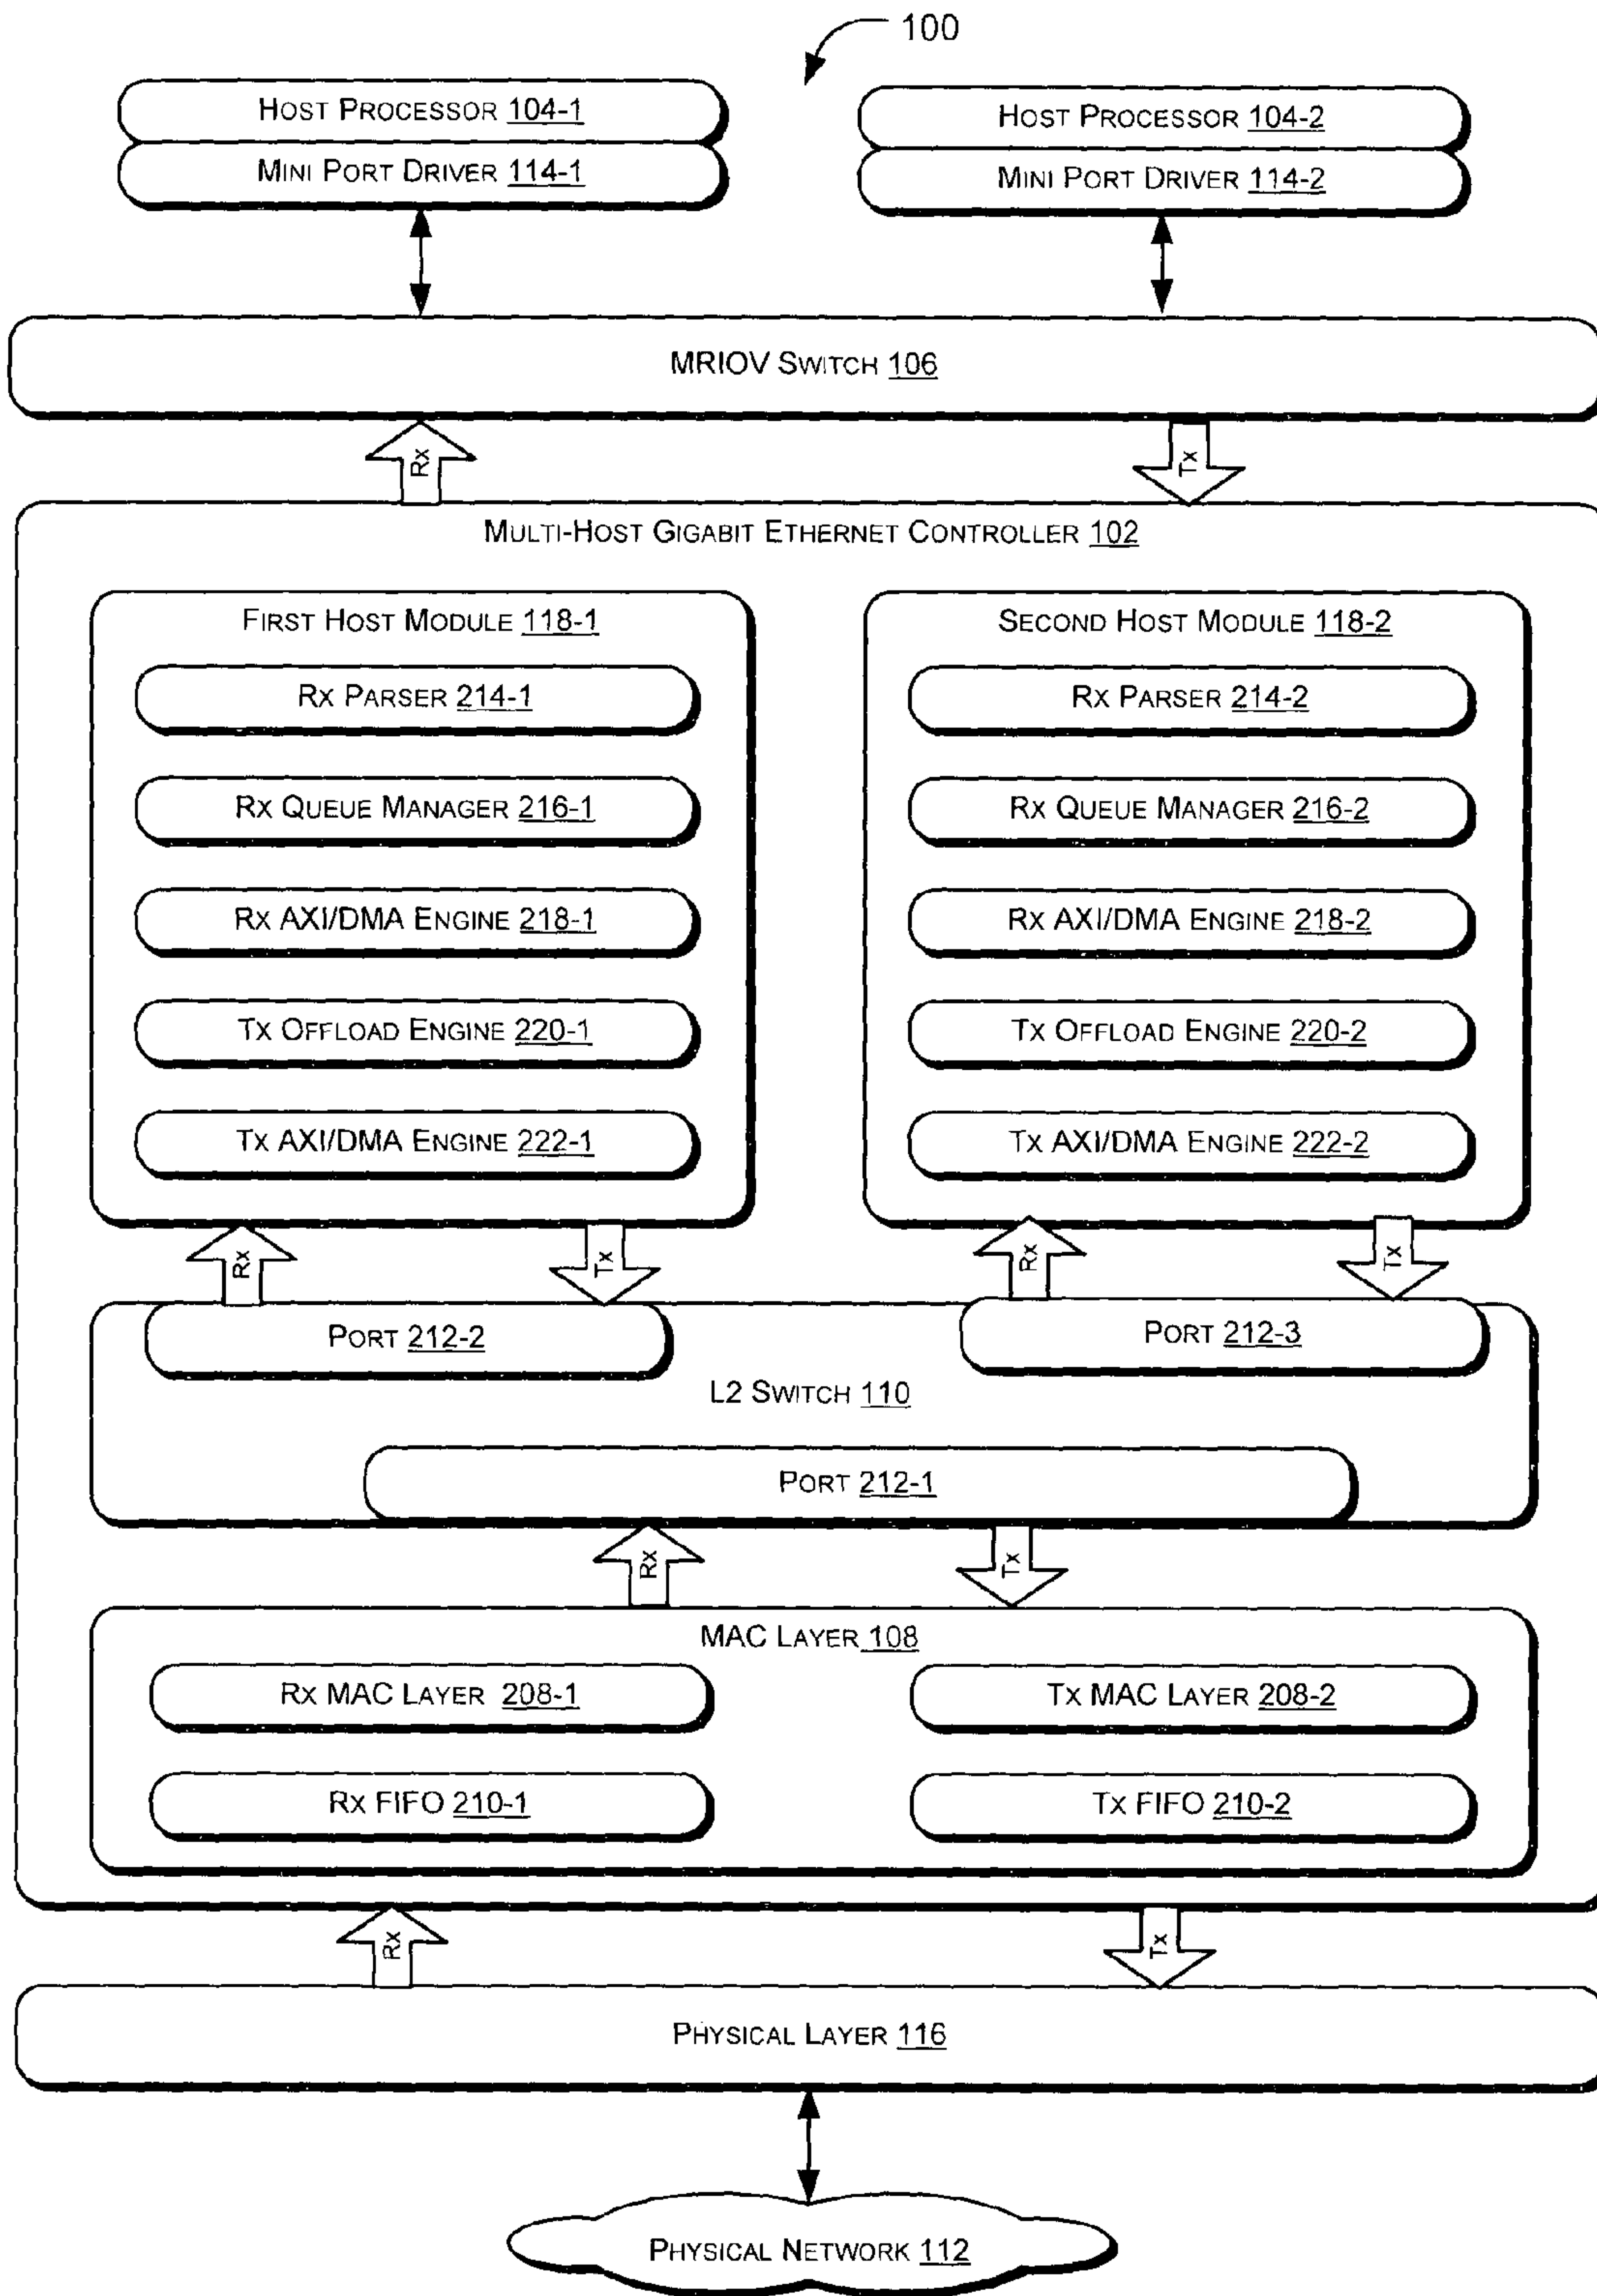 100
HOST PROCESSOR 104-1
HOST PROCESSOR 104-2
MINI PORT DRIVER 114-1
MINI PORT DRIVER 114-2
MRIOV SWITCH 106
Rx
Tx
MULTI-HOST GIGABIT ETHERNET CONTROLLER 102
FIRST HOST MODULE 118-1
Rx PARSER 214-1
Rx QUEUE MANAGER 216-1
Rx AXI/DMA ENGINE 218-1
Tx OFFLOAD ENGINE 220-1
Tx AXI/DMA ENGINE 222-1
SECOND HOST MODULE 118-2
Rx PARSER 214-2
Rx QUEUE MANAGER 216-2
Rx AXI/DMA ENGINE 218-2
Tx OFFLOAD ENGINE 220-2
Tx AXI/DMA ENGINE 222-2
Rx
Tx
Rx
Tx
PORT 212-2
PORT 212-3
L2 SWITCH 110
PORT 212-1
Rx
Tx
MAC LAYER 108
Rx MAC LAYER 208-1
Tx MAC LAYER 208-2
Rx FIFO 210-1
Tx FIFO 210-2
Rx
Tx
PHYSICAL LAYER 116
PHYSICAL NETWORK 112